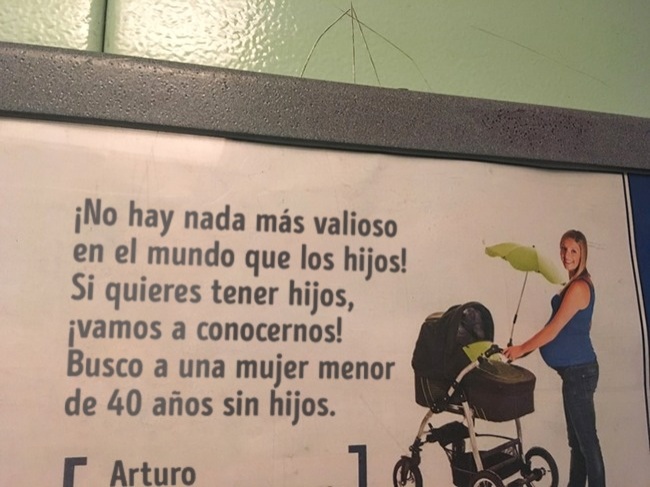 ¡No hay nada más valioso
en el mundo que los hijos!
Si quieres tener hijos,
¡vamos a conocernos!
Busco a una mujer menor
de 40 años sin hijos.
[ Arturo ]